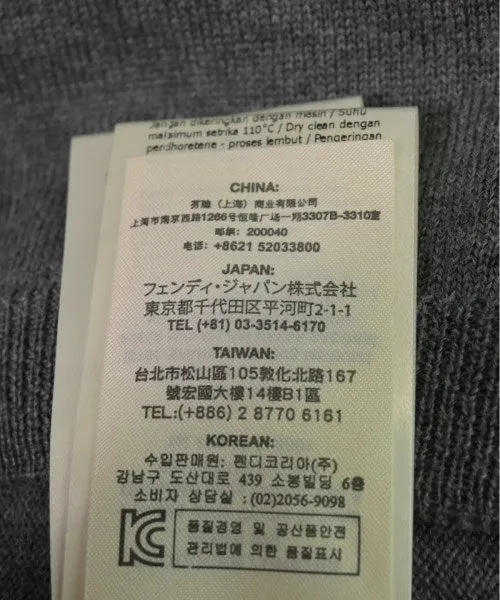 Jangan dikeringkan dengan mesin / Suhu
maksimum setrika 110°C / Dry clean dengan
perchloretene - proses lembut / Pengeringan
CHINA:
芬迪（上海）商业有限公司
上海市南京西路1266号恒隆广场一期3307B-3310室
邮编：200040
电话：+8621 52033800
JAPAN:
フェンディ・ジャパン株式会社
東京都千代田区平河町2-1-1
TEL (+81) 03-3514-6170
TAIWAN:
台北市松山區105敦化北路167
號宏國大樓14樓B1區
TEL.:(+886) 2 8770 6161
KOREAN:
수입판매원: 펜디코리아(주)
강남구 도산대로 439 소봉빌딩 6층
소비자 상담실 :(02)2056-9098
품질경영 및 공산품안전
관리법에 의한 품질표시